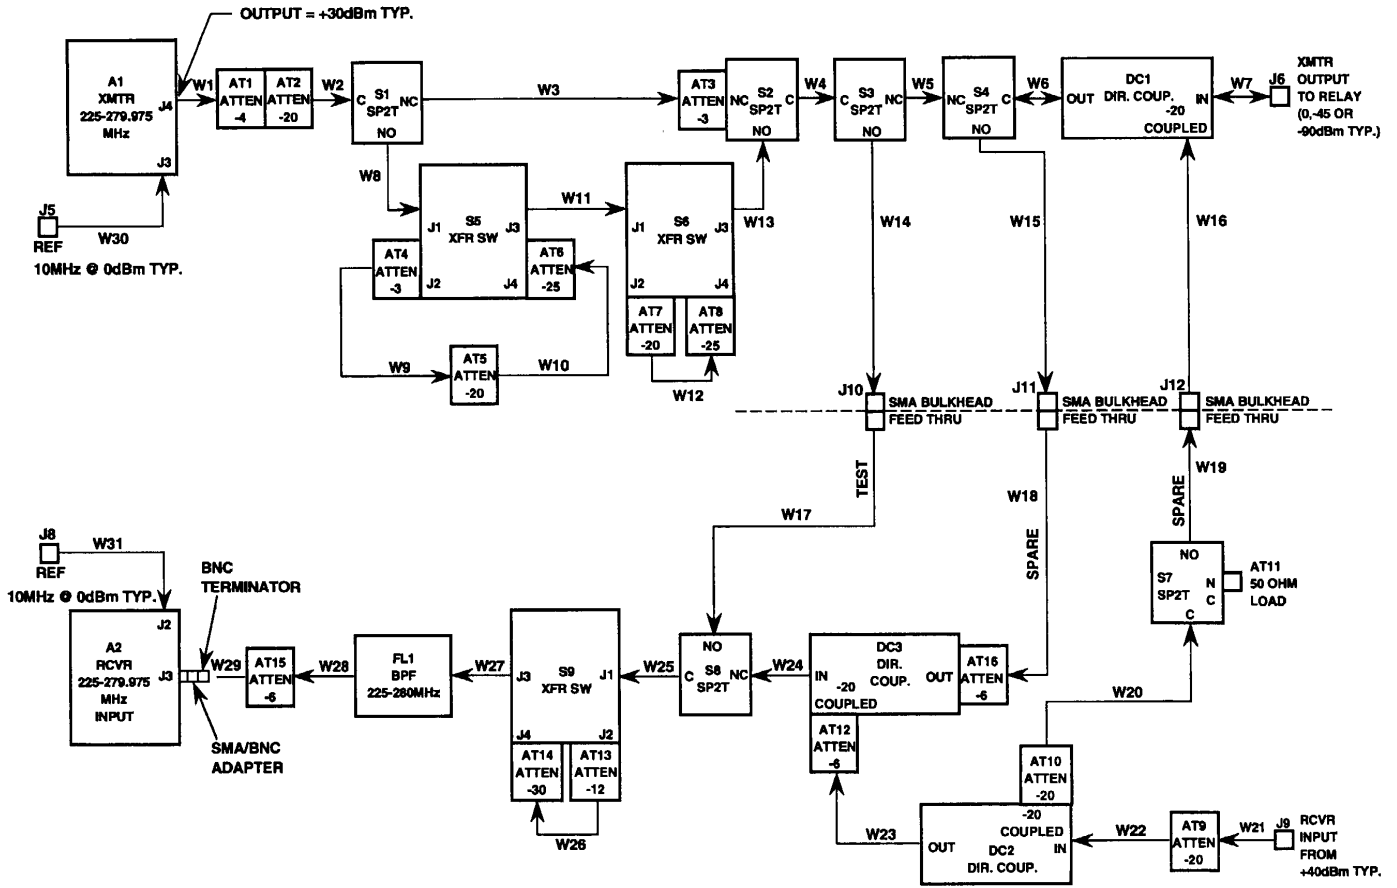 OUTPUT = +30dBm TYP.
A1
XMTR
225-279.975
MHz
J4
J3
W1
AT1
ATTEN
-4
AT2
ATTEN
-20
W2
C
S1
SP2T
NC
NO
W3
AT3
ATTEN
-3
NC
S2
SP2T
C
NO
W4
C
S3
SP2T
NC
NO
W5
NC
S4
SP2T
C
NO
W6
OUT
DC1
DIR. COUP.
-20
IN
COUPLED
W7
J6
XMTR
OUTPUT
TO RELAY
(0,-45 OR
-90dBm TYP.)
J5
REF
W30
10MHz @ 0dBm TYP.
W8
J1
S5
XFR SW
J3
J2
J4
AT4
ATTEN
-3
AT6
ATTEN
-25
W9
AT5
ATTEN
-20
W10
W11
J1
S6
XFR SW
J3
J2
J4
AT7
ATTEN
-20
AT8
ATTEN
-25
W12
W13
W14
W15
W16
J10
SMA BULKHEAD
FEED THRU
J11
SMA BULKHEAD
FEED THRU
J12
SMA BULKHEAD
FEED THRU
TEST
W17
W18
SPARE
W19
SPARE
NO
S7
SP2T
N
C
C
AT11
50 OHM
LOAD
W20
J8
REF
W31
10MHz @ 0dBm TYP.
BNC
TERMINATOR
J2
A2
RCVR
225-279.975
MHz
INPUT
J3
SMA/BNC
ADAPTER
W29
AT15
ATTEN
-6
W28
FL1
BPF
225-280MHz
W27
J3
S9
XFR SW
J1
J4
J2
AT14
ATTEN
-30
AT13
ATTEN
-12
W26
W25
NO
C
S8
SP2T
NC
W24
IN
DC3
DIR.
COUP.
-20
COUPLED
OUT
AT16
ATTEN
-6
AT12
ATTEN
-6
W23
AT10
ATTEN
-20
-20
COUPLED
OUT
DC2
DIR. COUP.
IN
W22
AT9
ATTEN
-20
W21
J9
RCVR
INPUT
FROM
+40dBm TYP.